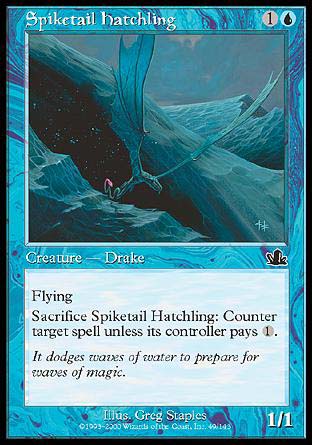 Spiketail Hatchling 1
Creature — Drake
Flying
Sacrifice Spiketail Hatchling: Counter
target spell unless its controller pays 1.
It dodges waves of water to prepare for
waves of magic.
1/1
Illus. Greg Staples
©1993-2000 Wizards of the Coast, Inc. 49/143